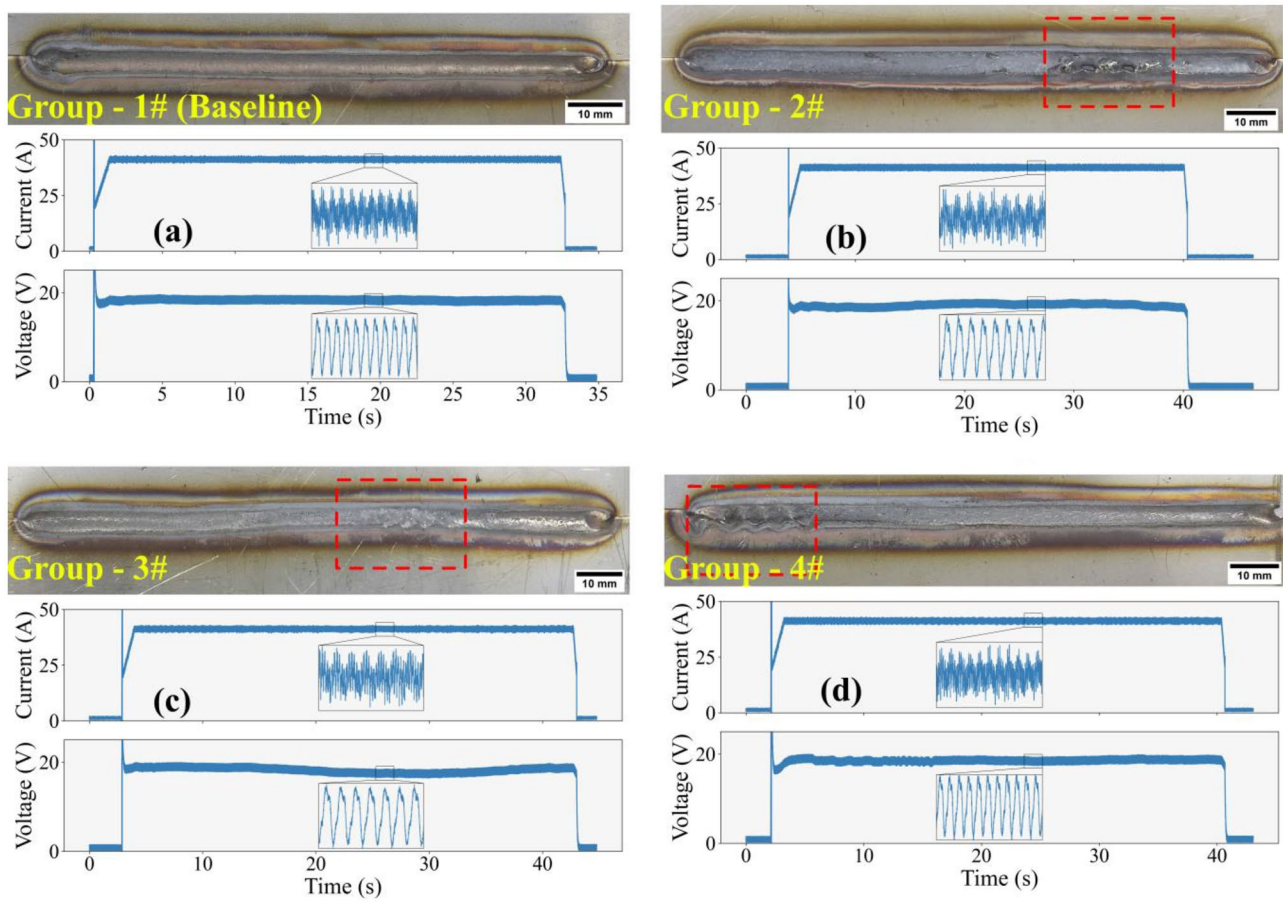 Group - 1# (Baseline)
10 mm
Current (A)
50
25
0
(a)
Voltage (V)
20
0
0 5 10 15 20 25 30 35
Time (s)
Group - 2#
10 mm
Current (A)
50
25
0
(b)
Voltage (V)
20
0
0 10 20 30 40
Time (s)
Group - 3#
10 mm
Current (A)
50
25
0
(c)
Voltage (V)
20
0
0 10 20 30 40
Time (s)
Group - 4#
10 mm
Current (A)
50
25
0
(d)
Voltage (V)
20
0
0 10 20 30 40
Time (s)